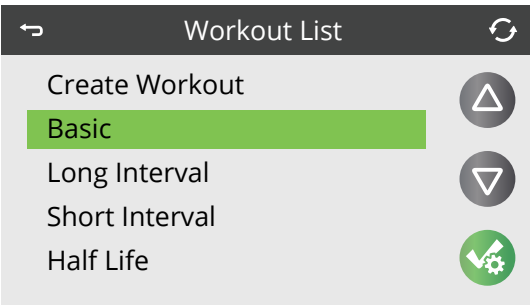 Workout List
Create Workout
Basic
Long Interval
Short Interval
Half Life